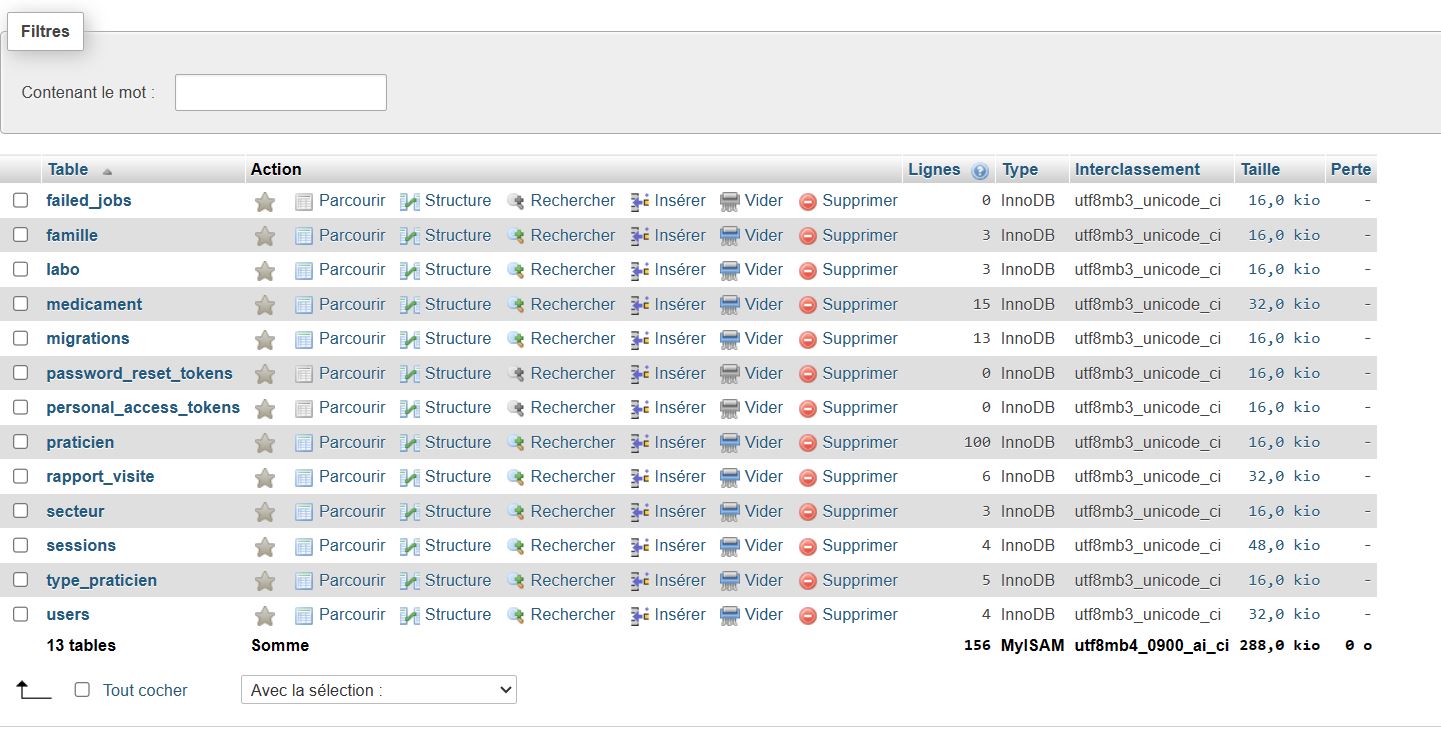 Filtres
Contenant le mot :
Table Action Lignes Type Interclassement Taille Perte
failed_jobs Parcourir Structure Rechercher Insérer Vider Supprimer 0 InnoDB utf8mb3_unicode_ci 16,0 kio -
famille Parcourir Structure Rechercher Insérer Vider Supprimer 3 InnoDB utf8mb3_unicode_ci 16,0 kio -
labo Parcourir Structure Rechercher Insérer Vider Supprimer 3 InnoDB utf8mb3_unicode_ci 16,0 kio -
medicament Parcourir Structure Rechercher Insérer Vider Supprimer 15 InnoDB utf8mb3_unicode_ci 32,0 kio -
migrations Parcourir Structure Rechercher Insérer Vider Supprimer 13 InnoDB utf8mb3_unicode_ci 16,0 kio -
password_reset_tokens Parcourir Structure Rechercher Insérer Vider Supprimer 0 InnoDB utf8mb3_unicode_ci 16,0 kio -
personal_access_tokens Parcourir Structure Rechercher Insérer Vider Supprimer 0 InnoDB utf8mb3_unicode_ci 16,0 kio -
praticien Parcourir Structure Rechercher Insérer Vider Supprimer 100 InnoDB utf8mb3_unicode_ci 16,0 kio -
rapport_visite Parcourir Structure Rechercher Insérer Vider Supprimer 6 InnoDB utf8mb3_unicode_ci 32,0 kio -
secteur Parcourir Structure Rechercher Insérer Vider Supprimer 3 InnoDB utf8mb3_unicode_ci 16,0 kio -
sessions Parcourir Structure Rechercher Insérer Vider Supprimer 4 InnoDB utf8mb3_unicode_ci 48,0 kio -
type_praticien Parcourir Structure Rechercher Insérer Vider Supprimer 5 InnoDB utf8mb3_unicode_ci 16,0 kio -
users Parcourir Structure Rechercher Insérer Vider Supprimer 4 InnoDB utf8mb3_unicode_ci 32,0 kio -
13 tables Somme 156 MyISAM utf8mb4_0900_ai_ci 288,0 kio 0 o
Tout cocher Avec la sélection :